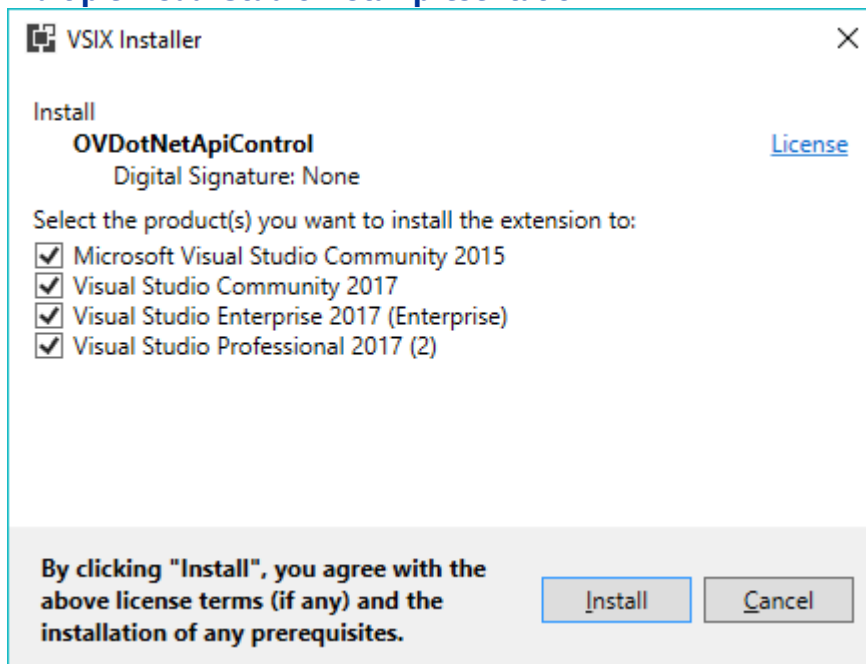 VSIX Installer
Install
OVDotNetApiControl
License
Digital Signature: None
Select the product(s) you want to install the extension to:
Microsoft Visual Studio Community 2015
Visual Studio Community 2017
Visual Studio Enterprise 2017 (Enterprise)
Visual Studio Professional 2017 (2)
By clicking "Install", you agree with the
above license terms (if any) and the
installation of any prerequisites.
Install
Cancel